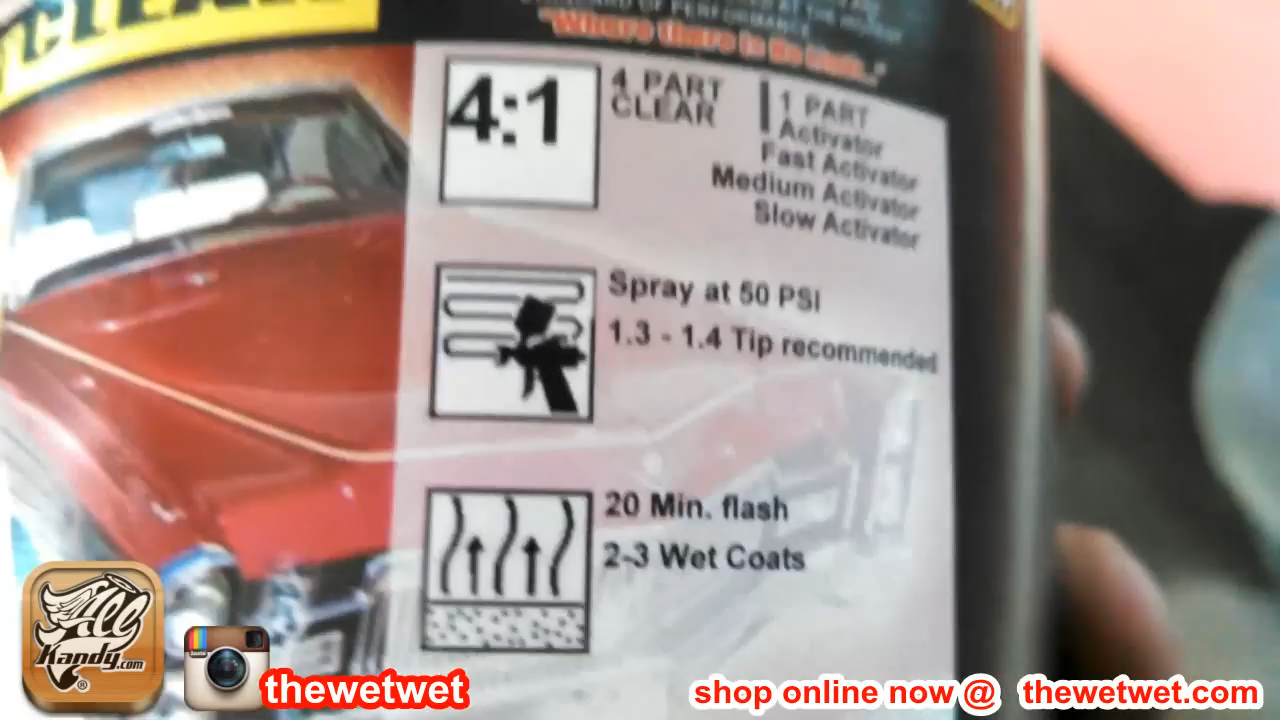 CLEAR
"Where there is No Limit..."
4:1
4 PART
CLEAR
1 PART
Activator
Fast Activator
Medium Activator
Slow Activator
Spray at 50 PSI
1.3 - 1.4 Tip recommended
20 Min. flash
2-3 Wet Coats
All
Kandy.com
®
thewetwet
shop online now @ thewetwet.com